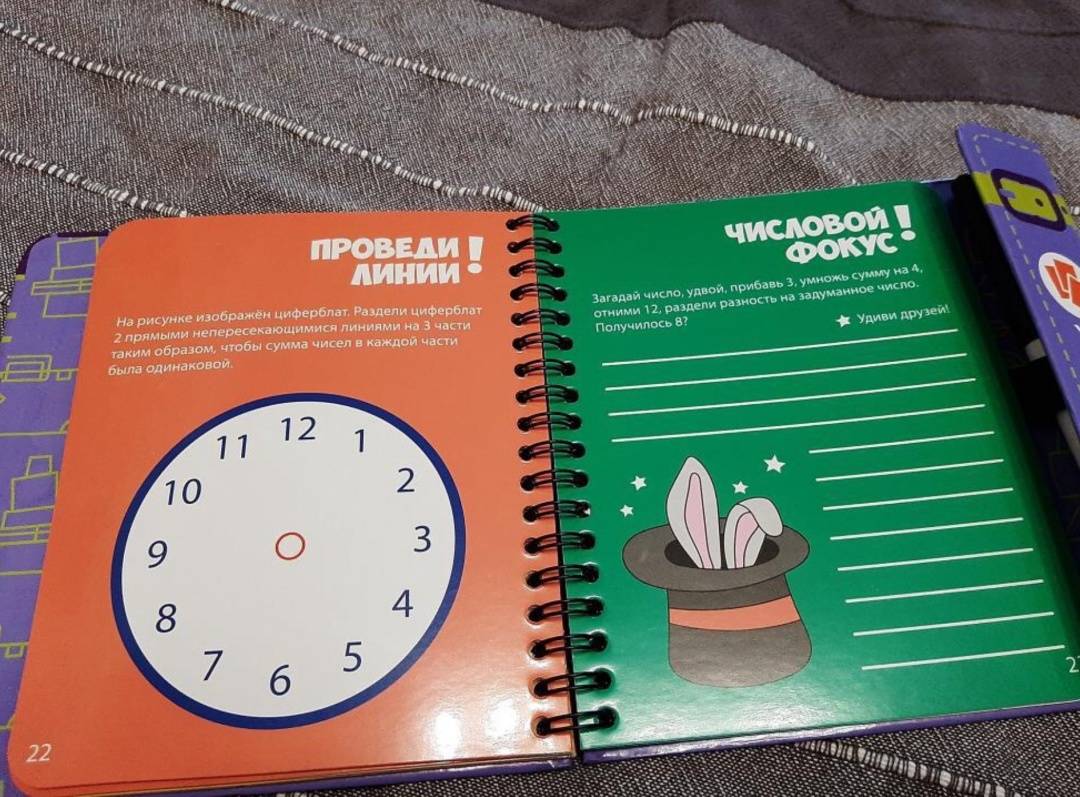 ПРОВЕДИ
ЛИНИИ!
На рисунке изображён циферблат. Раздели циферблат
2 прямыми непересекающимися линиями на 3 части
таким образом, чтобы сумма чисел в каждой части
была одинаковой.
12
11
1
10
2
9
3
8
4
7
5
6
22
ЧИСЛОВОЙ
ФОКУС!
Загадай число, удвой, прибавь 3, умножь сумму на 4,
отними 12, раздели разность на задуманное число.
Получилось 8?
Удиви друзей!